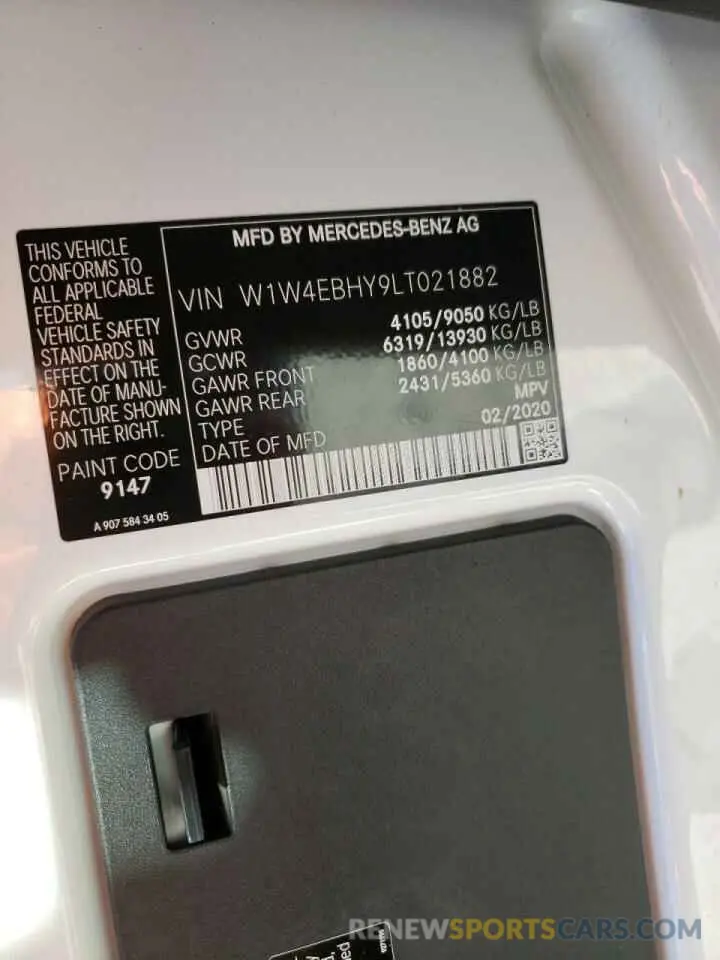 THIS VEHICLE
CONFORMS TO
ALL APPLICABLE
FEDERAL
VEHICLE SAFETY
STANDARDS IN
EFFECT ON THE
DATE OF MANU-
FACTURE SHOWN
ON THE RIGHT.
PAINT CODE
9147
A 907 584 34 05
MFD BY MERCEDES-BENZ AG
VIN W1W4EBHY9LT021882
GVWR 4105/9050 KG/LB
GCWR 6319/13930 KG/LB
GAWR FRONT 1860/4100 KG/LB
GAWR REAR 2431/5360 KG/LB
TYPE MPV
DATE OF MFD 02/2020
RENEWSPORTSCARS.COM